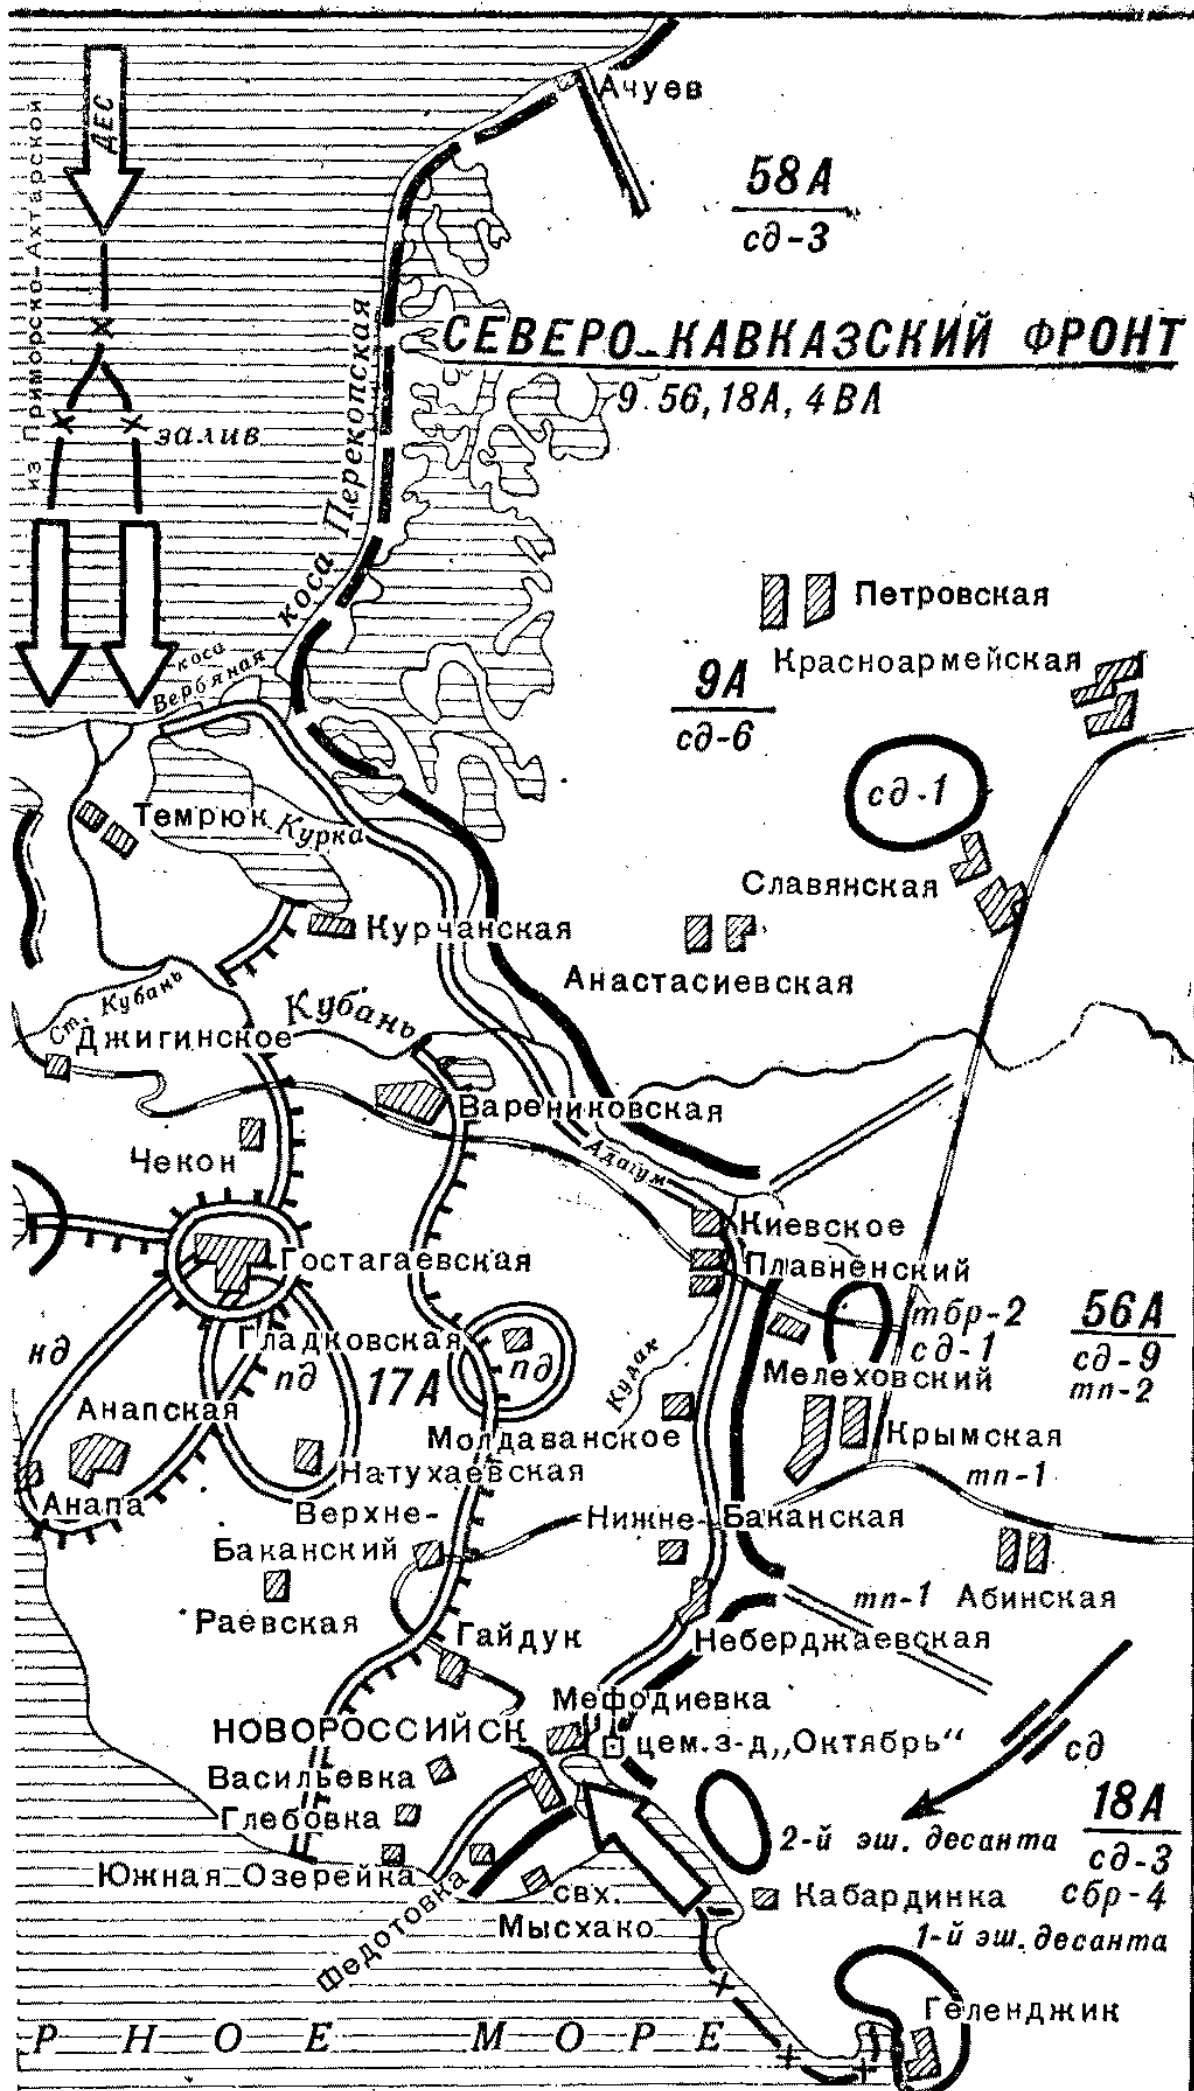 Ачуев
ДЕС
из Приморско-Ахтарской
58А
сд-3
СЕВЕРО-КАВКАЗСКИЙ ФРОНТ
9.56,18А, 4ВА
залив
коса Перекопская
Петровская
Красноармейская
коса
Вербяная
9А
сд-6
сд-1
Темрюк
Курка
Славянская
Курчанская
Анастасиевская
Ст. Кубань
Кубань
Джигинское
Варениковская
Чекон
Адагум
Киевское
Гостагаевская
Плавненский
тбр-2
сд-1
56А
сд-9
тп-2
нд
Гладковская
пд
17А
пд
Кудак
Мелеховский
Анапская
Молдаванское
Крымская
тп-1
Натухаевская
Анапа
Верхне-
Баканский
Нижне-Баканская
Раевская
тп-1
Абинская
Гайдук
Неберджаевская
Мефодиевка
НОВОРОССИЙСК
цем.з-д„Октябрь“
сд
Васильевка
Глебовка
18А
сд-3
сбр-4
2-й эш. десанта
Южная Озерейка
Федотовка
свх.
Мысхако
Кабардинка
1-й эш. десанта
Геленджик
РНОЕ МОРЕ